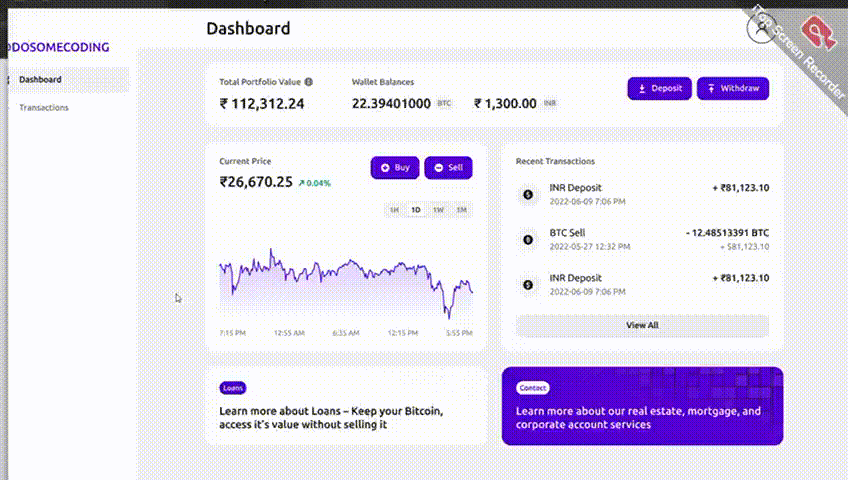 Dashboard
iTop Screen Recorder
DOSOMECODING
Dashboard
Transactions
Total Portfolio Value
₹ 112,312.24
Wallet Balances
22.39401000 BTC
₹ 1,300.00 INR
Deposit
Withdraw
Current Price
₹26,670.25 0.04%
Buy
Sell
1H 1D 1W 1M
7:15 PM 12:55 AM 6:35 AM 12:15 PM 5:55 PM
Recent Transactions
INR Deposit + ₹81,123.10
2022-06-09 7:06 PM
BTC Sell - 12.48513391 BTC
2022-05-27 12:32 PM + $81,123.10
INR Deposit + ₹81,123.10
2022-06-09 7:06 PM
View All
Loans
Learn more about Loans – Keep your Bitcoin,
access it's value without selling it
Contact
Learn more about our real estate, mortgage, and
corporate account services